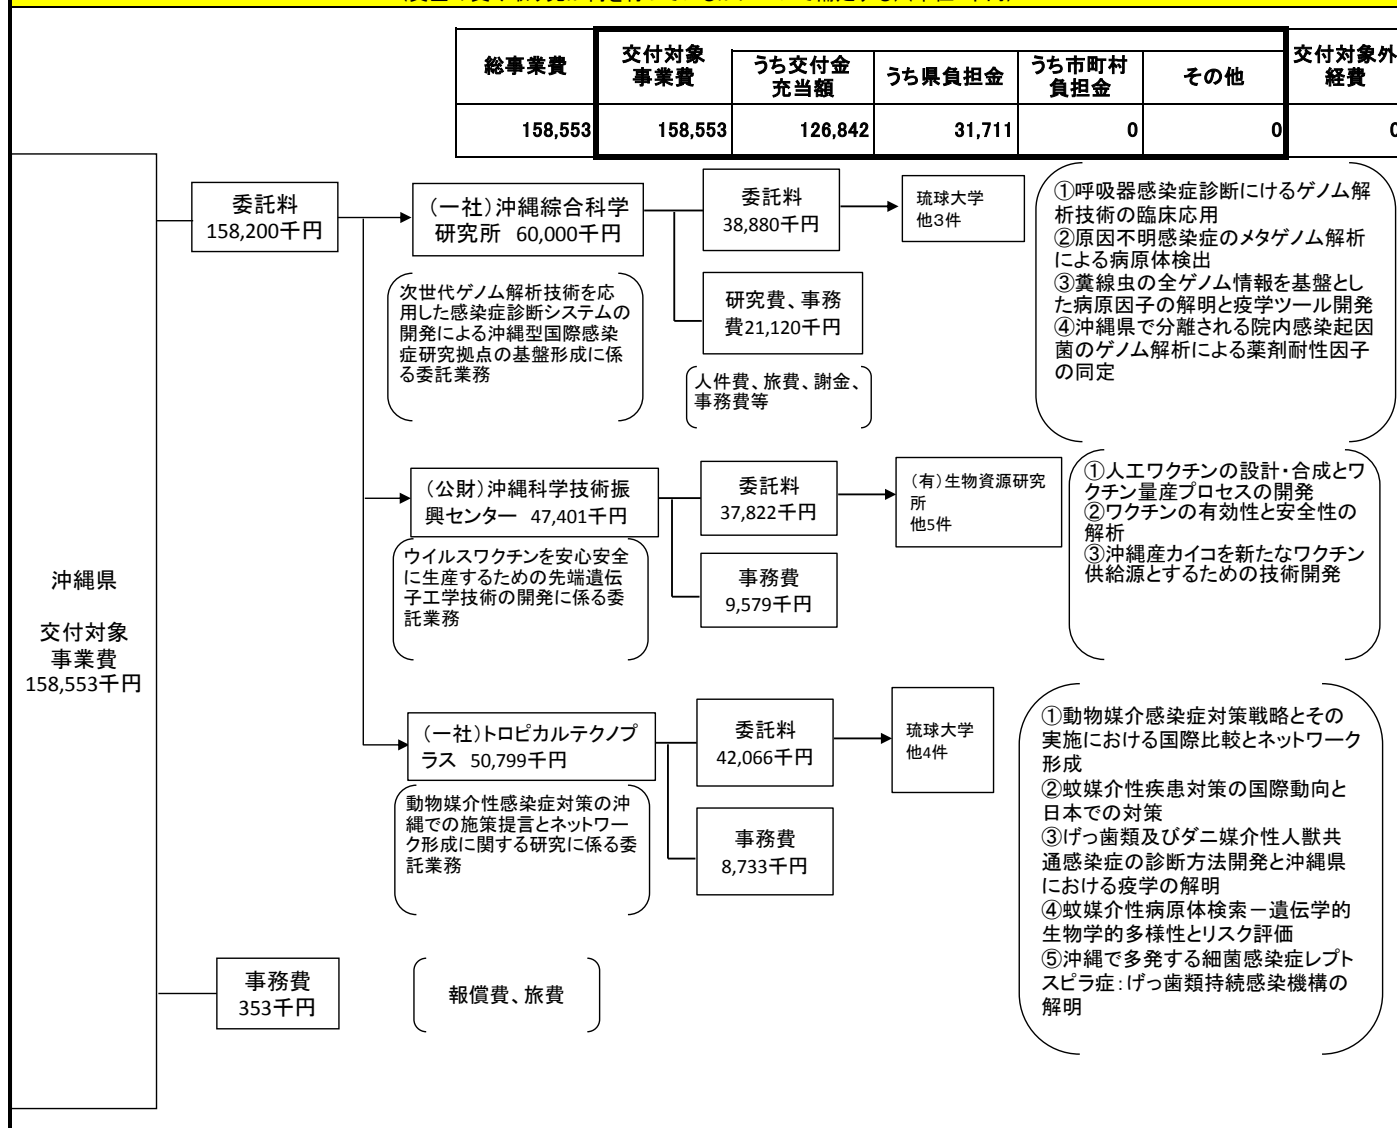 総事業費
交付対象
事業費
うち交付金
充当額
うち県負担金
うち市町村
負担金
その他
交付対象外
経費
158,553
158,553
126,842
31,711
0
0
0
沖縄県
交付対象
事業費
158,553千円
委託料
158,200千円
(一社)沖縄綜合科学
研究所 60,000千円
次世代ゲノム解析技術を応
用した感染症診断システムの
開発による沖縄型国際感染
症研究拠点の基盤形成に係
る委託業務
委託料
38,880千円
琉球大学
他3件
研究費、事務
費21,120千円
人件費、旅費、謝金、
事務費等
①呼吸器感染症診断にけるゲノム解
析技術の臨床応用
②原因不明感染症のメタゲノム解析
による病原体検出
③糞線虫の全ゲノム情報を基盤とし
た病原因子の解明と疫学ツール開発
④沖縄県で分離される院内感染起因
菌のゲノム解析による薬剤耐性因子
の同定
(公財)沖縄科学技術振
興センター 47,401千円
ウイルスワクチンを安心安全
に生産するための先端遺伝
子工学技術の開発に係る委
託業務
委託料
37,822千円
(有)生物資源研究
所
他5件
事務費
9,579千円
①人工ワクチンの設計・合成とワ
クチン量産プロセスの開発
②ワクチンの有効性と安全性の
解析
③沖縄産カイコを新たなワクチン
供給源とするための技術開発
(一社)トロピカルテクノプ
ラス 50,799千円
動物媒介性感染症対策の沖
縄での施策提言とネットワー
ク形成に関する研究に係る委
託業務
委託料
42,066千円
琉球大学
他4件
事務費
8,733千円
①動物媒介感染症対策戦略とその
実施における国際比較とネットワーク
形成
②蚊媒介性疾患対策の国際動向と
日本での対策
③げっ歯類及びダニ媒介性人獣共
通感染症の診断方法開発と沖縄県
における疫学の解明
④蚊媒介性病原体検索－遺伝学的
生物学的多様性とリスク評価
⑤沖縄で多発する細菌感染症レプト
スピラ症：げっ歯類持続感染機構の
解明
事務費
353千円
報償費、旅費